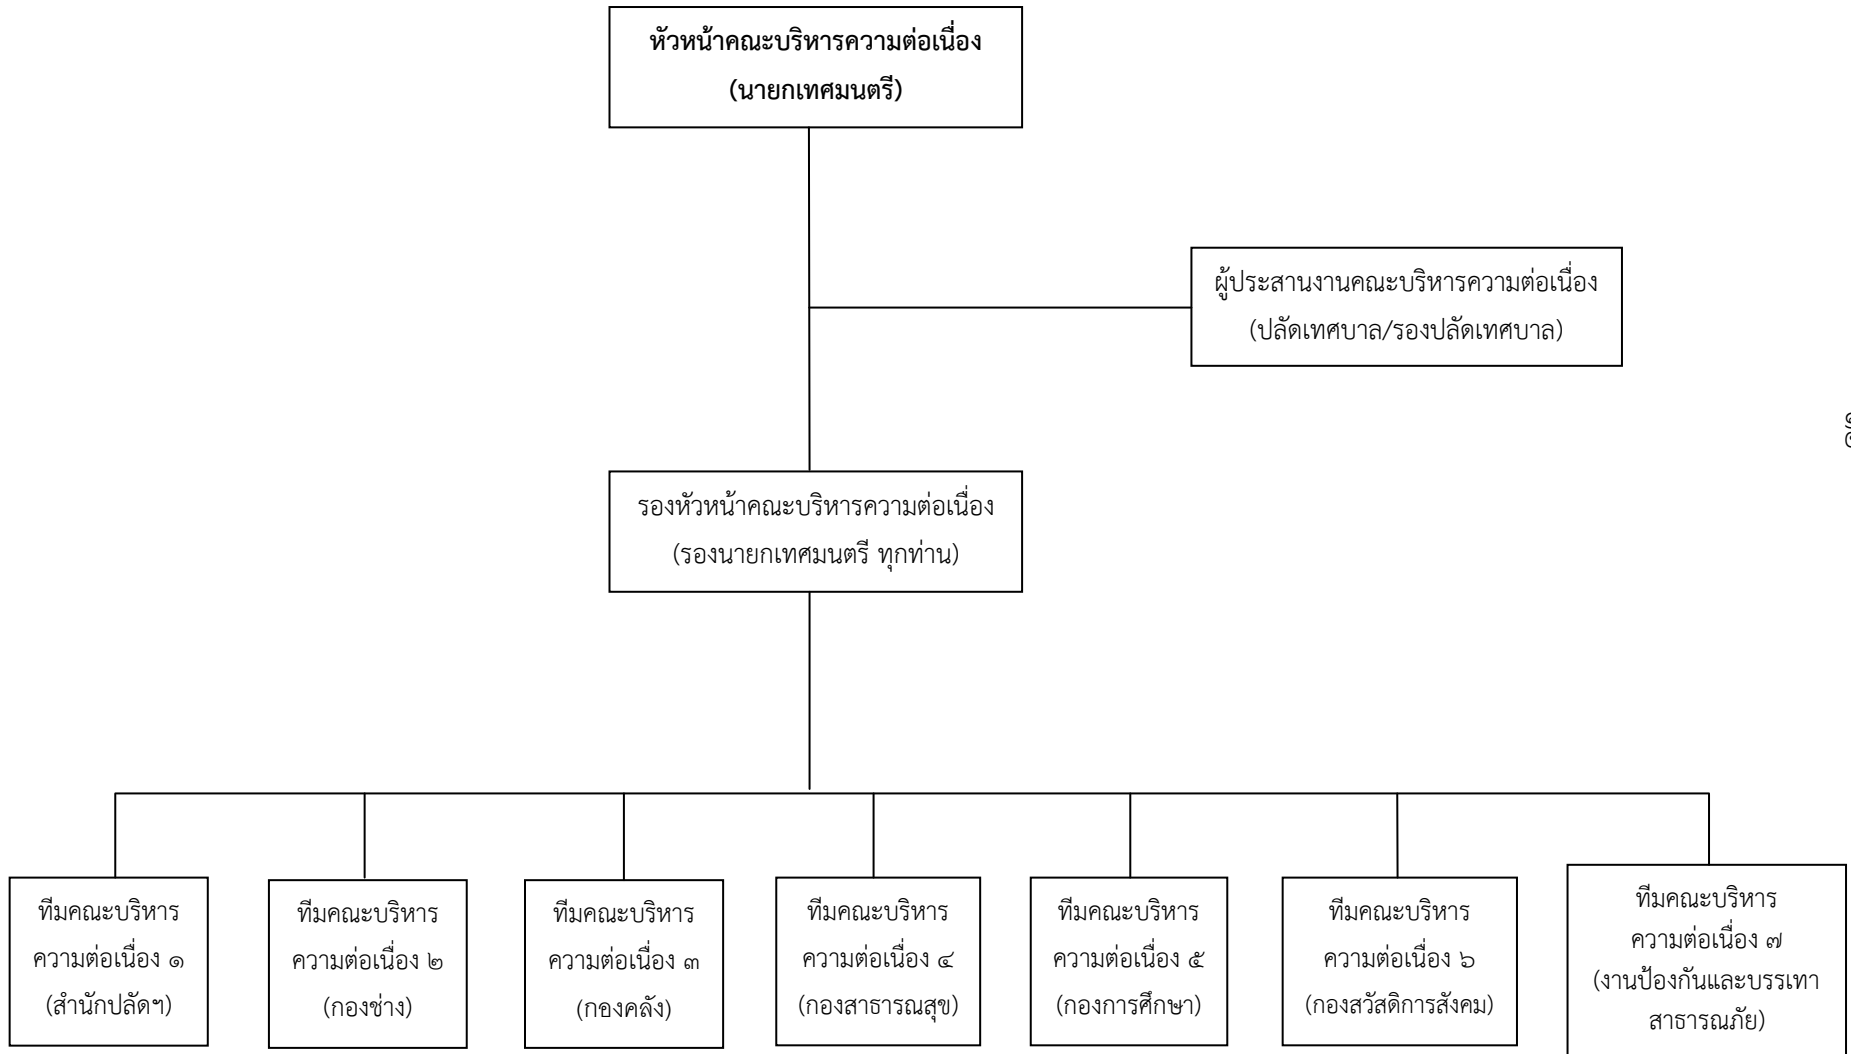 หัวหน้าคณะบริหารความต่อเนื่อง
(นายกเทศมนตรี)
ผู้ประสานงานคณะบริหารความต่อเนื่อง
(ปลัดเทศบาล/รองปลัดเทศบาล)
รองหัวหน้าคณะบริหารความต่อเนื่อง
(รองนายกเทศมนตรี ทุกท่าน)
ทีมคณะบริหาร
ความต่อเนื่อง ๑
(สำนักปลัดฯ)
ทีมคณะบริหาร
ความต่อเนื่อง ๒
(กองช่าง)
ทีมคณะบริหาร
ความต่อเนื่อง ๓
(กองคลัง)
ทีมคณะบริหาร
ความต่อเนื่อง ๔
(กองสาธารณสุข)
ทีมคณะบริหาร
ความต่อเนื่อง ๕
(กองการศึกษา)
ทีมคณะบริหาร
ความต่อเนื่อง ๖
(กองสวัสดิการสังคม)
ทีมคณะบริหาร
ความต่อเนื่อง ๗
(งานป้องกันและบรรเทา
สาธารณภัย)